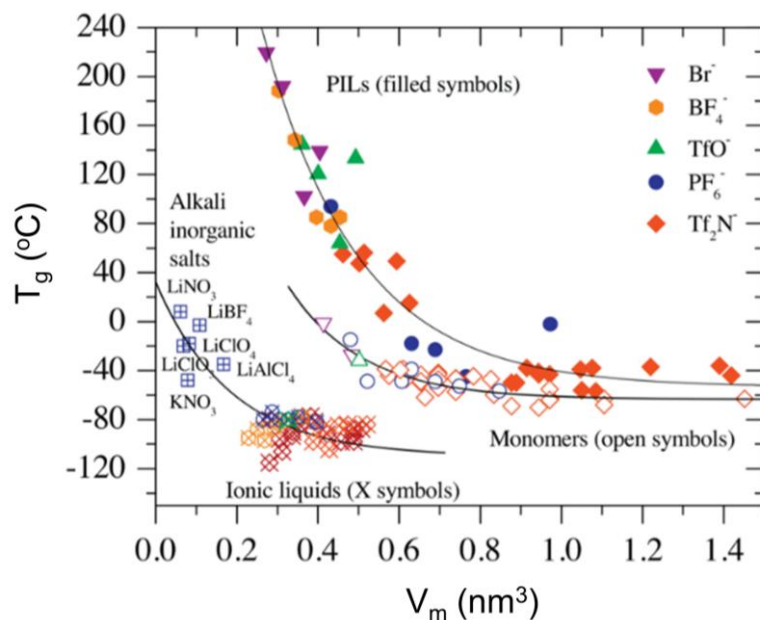 240
200
160
120
80
40
0
-40
-80
-120
T_g (°C)
PILs (filled symbols)
Br⁻
BF₄⁻
TfO⁻
PF₆⁻
Tf₂N⁻
Alkali
inorganic
salts
LiNO₃
LiBF₄
LiClO₄
LiClO₃
LiAlCl₄
KNO₃
Monomers (open symbols)
Ionic liquids (X symbols)
0.0 0.2 0.4 0.6 0.8 1.0 1.2 1.4
V_m (nm³)